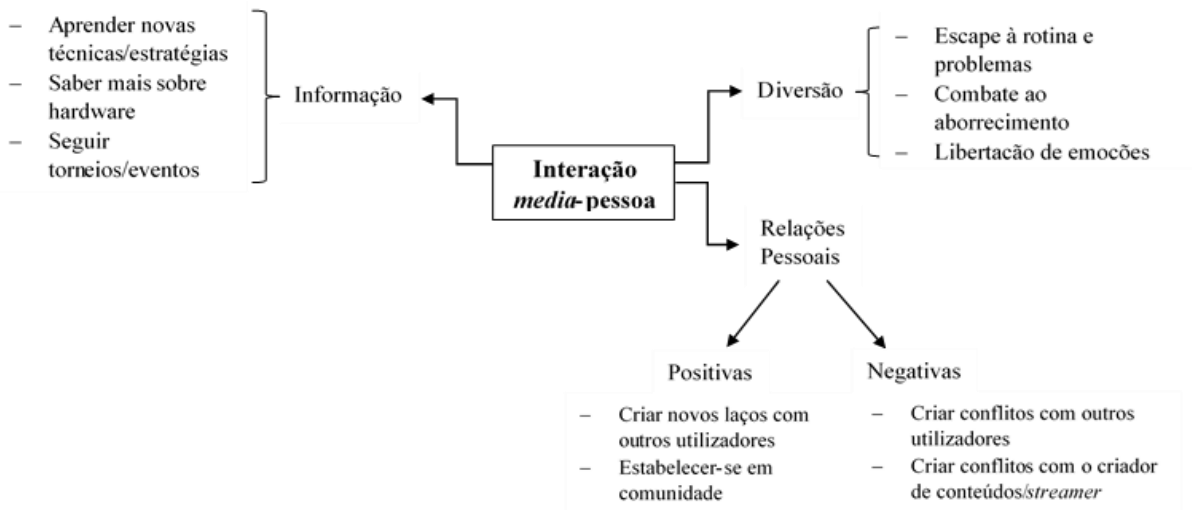 – Aprender novas
técnicas/estratégias
– Saber mais sobre
hardware
– Seguir
torneios/eventos
Informação
Interação
media-pessoa
Diversão
– Escape à rotina e
problemas
– Combate ao
aborrecimento
– Libertacão de emocões
Relações
Pessoais
Positivas
– Criar novos laços com
outros utilizadores
– Estabelecer-se em
comunidade
Negativas
– Criar conflitos com outros
utilizadores
– Criar conflitos com o criador
de conteúdos/streamer